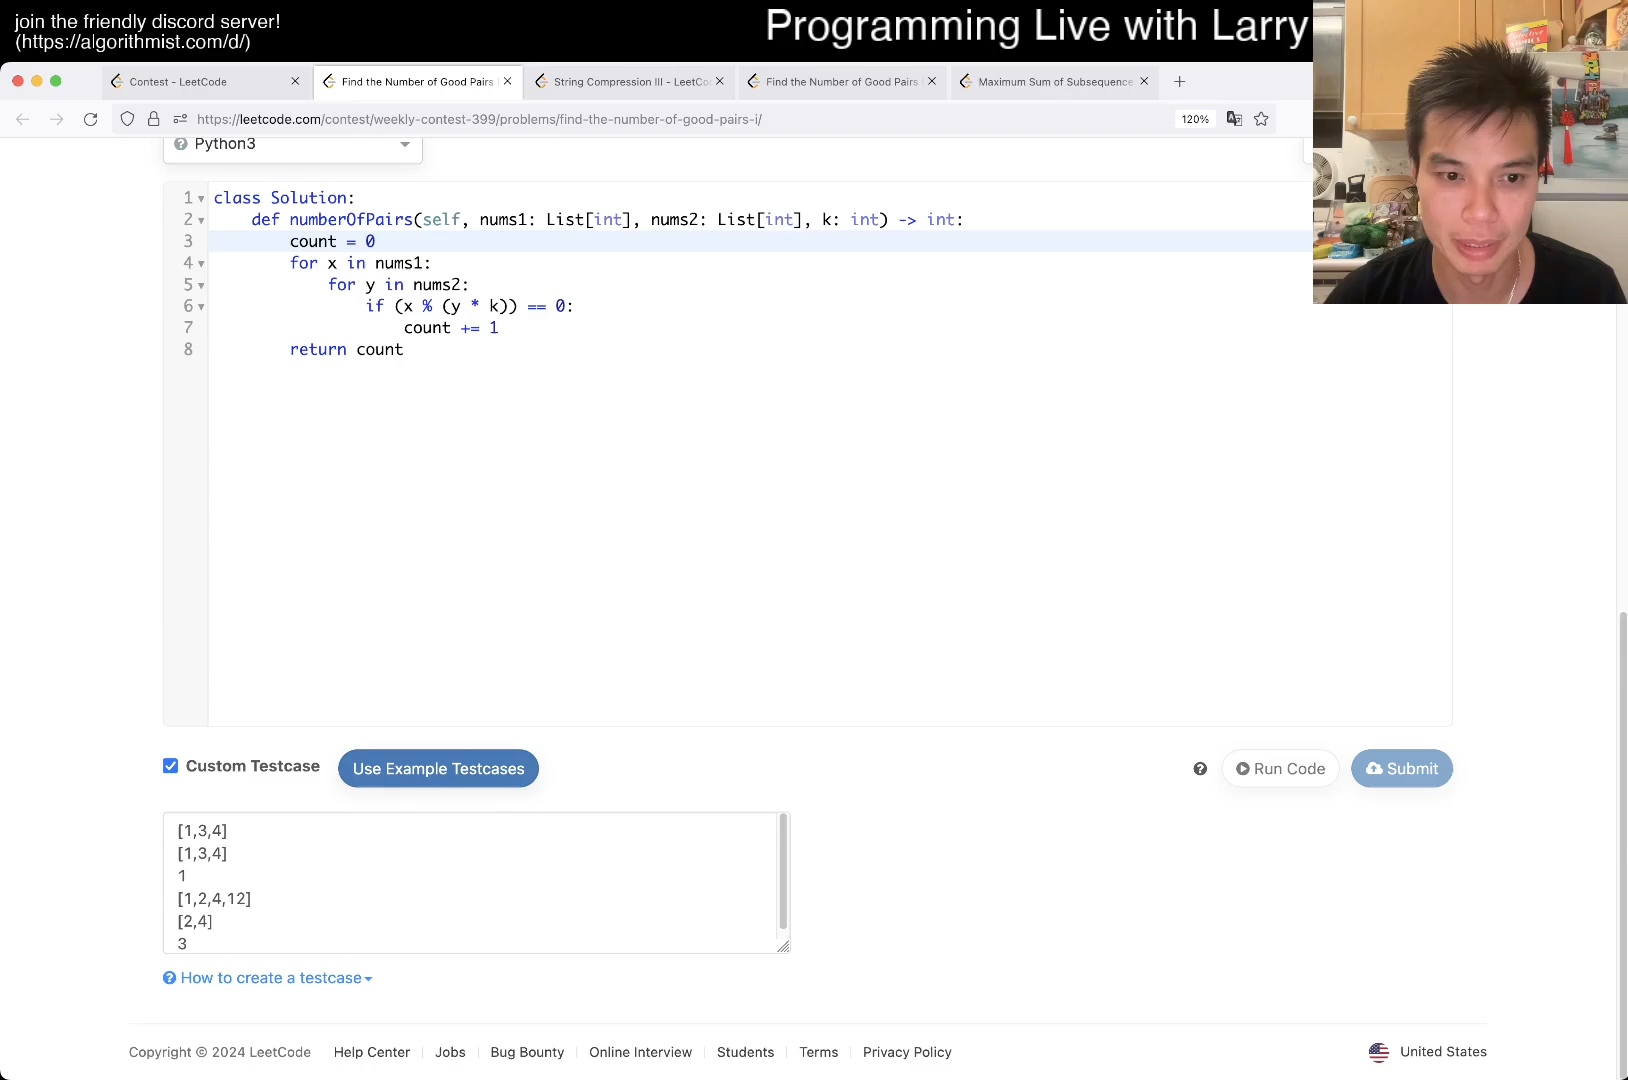 join the friendly discord server!
(https://algorithmist.com/d/)
Programming Live with Larry
Contest - LeetCode
Find the Number of Good Pairs
String Compression III - LeetCo
Find the Number of Good Pairs
Maximum Sum of Subsequence
https://leetcode.com/contest/weekly-contest-399/problems/find-the-number-of-good-pairs-i/
120%
Python3
1 class Solution:
2 def numberOfPairs(self, nums1: List[int], nums2: List[int], k: int) -> int:
3 count = 0
4 for x in nums1:
5 for y in nums2:
6 if (x % (y * k)) == 0:
7 count += 1
8 return count
Custom Testcase
Use Example Testcases
Run Code
Submit
[1,3,4]
[1,3,4]
1
[1,2,4,12]
[2,4]
3
How to create a testcase
Copyright © 2024 LeetCode Help Center Jobs Bug Bounty Online Interview Students Terms Privacy Policy United States